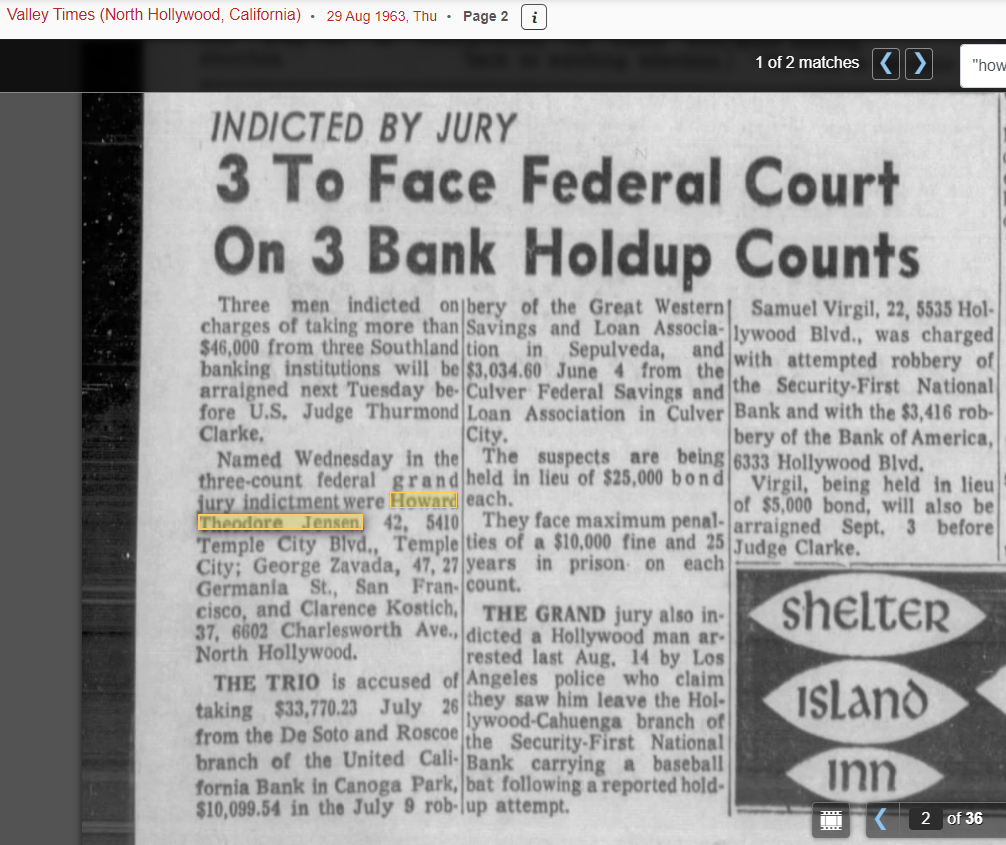 Valley Times (North Hollywood, California) • 29 Aug 1963, Thu • Page 2 i
1 of 2 matches
"how
INDICTED BY JURY
3 To Face Federal Court
On 3 Bank Holdup Counts
Three men indicted on
charges of taking more than
$46,000 from three Southland
banking institutions will be
arraigned next Tuesday be-
fore U.S. Judge Thurmond
Clarke.
Named Wednesday in the
three-count federal grand
jury indictment were Howard
Theodore Jensen, 42, 5410
Temple City Blvd., Temple
City; George Zavada, 47, 27
Germania St., San Fran-
cisco, and Clarence Kostich,
37, 6602 Charlesworth Ave.,
North Hollywood.
THE TRIO is accused of
taking $33,770.23 July 26
from the De Soto and Roscoe
branch of the United Cali-
fornia Bank in Canoga Park,
$10,099.54 in the July 9 rob-
bery of the Great Western
Savings and Loan Associa-
tion in Sepulveda, and
$3,034.60 June 4 from the
Culver Federal Savings and
Loan Association in Culver
City.
The suspects are being
held in lieu of $25,000 bond
each.
They face maximum penal-
ties of a $10,000 fine and 25
years in prison on each
count.
THE GRAND jury also in-
dicted a Hollywood man ar-
rested last Aug. 14 by Los
Angeles police who claim
they saw him leave the Hol-
lywood-Cahuenga branch of
the Security-First National
Bank carrying a baseball
bat following a reported hold-
up attempt.
Samuel Virgil, 22, 5535 Hol-
lywood Blvd., was charged
with attempted robbery of
the Security-First National
Bank and with the $3,416 rob-
bery of the Bank of America,
6333 Hollywood Blvd.
Virgil, being held in lieu
of $5,000 bond, will also be
arraigned Sept. 3 before
Judge Clarke.
SHELTER
ISLAND
INN
2 of 36